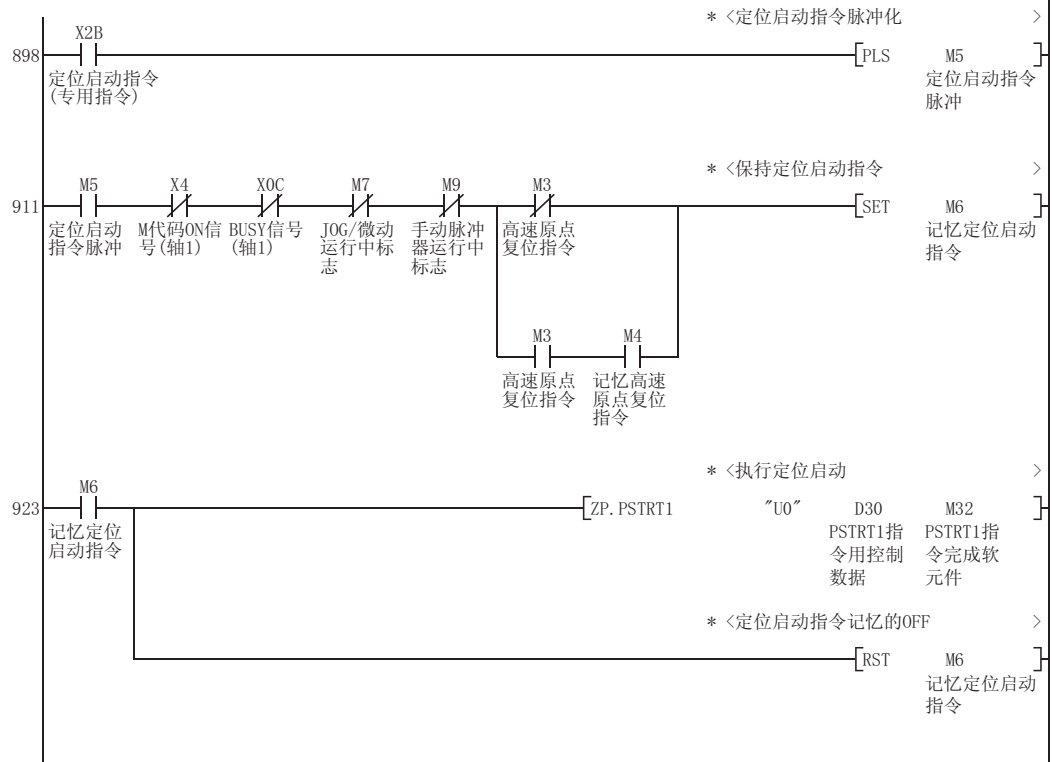 * <定位启动指令脉冲化 >
X2B
898
PLS M5
定位启动指令
(专用指令)
定位启动指令
脉冲
* <保持定位启动指令 >
M5 X4 X0C M7 M9 M3
911
SET M6
定位启动
指令脉冲
M代码ON信
号(轴1)
BUSY信号
(轴1)
JOG/微动
运行中标
志
手动脉冲
器运行中
标志
高速原点
复位指令
记忆定位启动
指令
M3 M4
高速原点
复位指令
记忆高速
原点复位
指令
* <执行定位启动 >
M6
923
ZP.PSTRT1 "U0" D30 M32
记忆定位
启动指令
PSTRT1指
令用控制
数据
PSTRT1指
令完成软
元件
* <定位启动指令记忆的OFF >
RST M6
记忆定位启动
指令